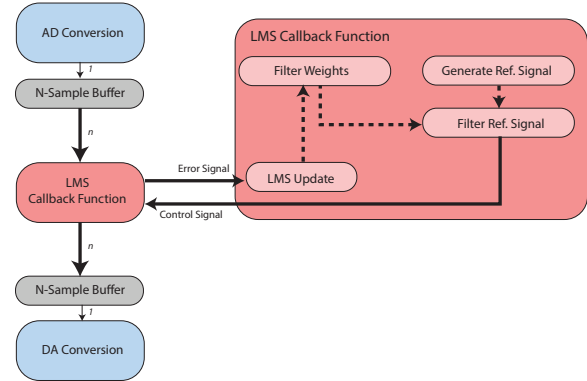 AD Conversion
1
N-Sample Buffer
n
LMS
Callback Function
n
N-Sample Buffer
1
DA Conversion
Error Signal
Control Signal
LMS Callback Function
Filter Weights
Generate Ref. Signal
Filter Ref. Signal
LMS Update